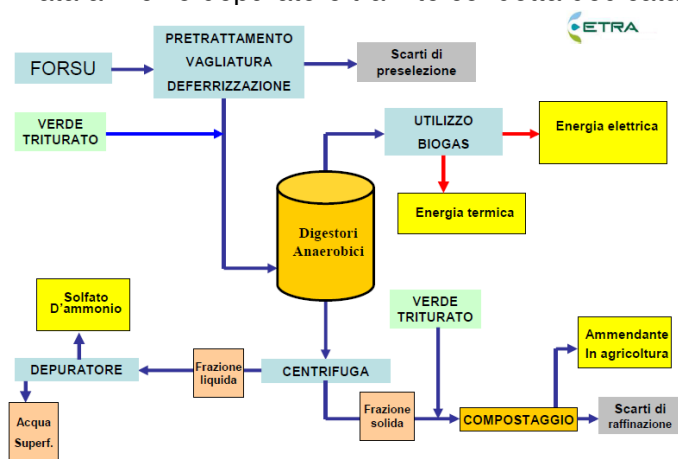 ETRA
PRETRATTAMENTO
VAGLIATURA
DEFERRIZZAZIONE
FORSU
Scarti di
preselezione
VERDE
TRITURATO
UTILIZZO
BIOGAS
Energia elettrica
Energia termica
Digestori
Anaerobici
Solfato
D'ammonio
VERDE
TRITURATO
Ammendante
In agricoltura
DEPURATORE
Frazione
liquida
CENTRIFUGA
Frazione
solida
COMPOSTAGGIO
Scarti di
raffinazione
Acqua
Superf.